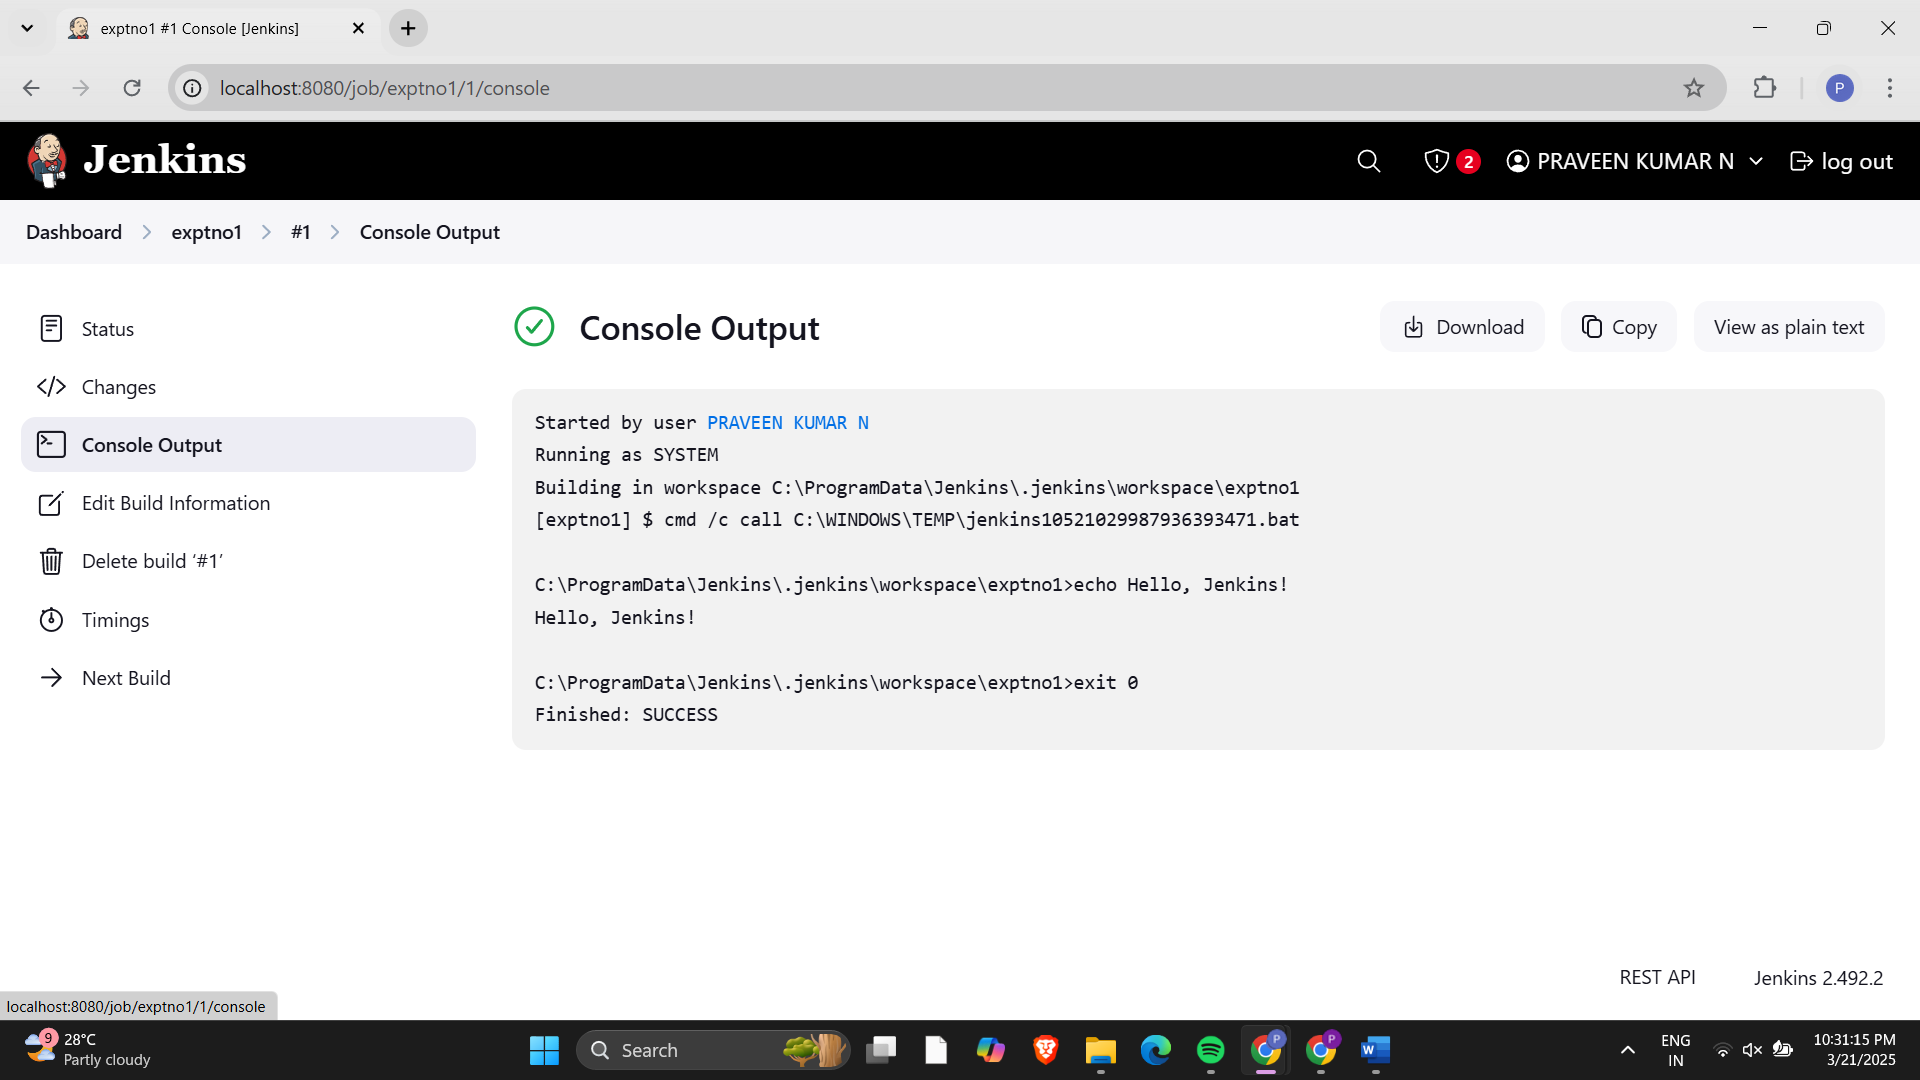 exptno1 #1 Console [Jenkins]
localhost:8080/job/exptno1/1/console
P
Jenkins
2
PRAVEEN KUMAR N
log out
Dashboard
exptno1
#1
Console Output
Status
Changes
Console Output
Edit Build Information
Delete build ‘#1’
Timings
Next Build
Console Output
Download
Copy
View as plain text
Started by user PRAVEEN KUMAR N
Running as SYSTEM
Building in workspace C:\ProgramData\Jenkins\.jenkins\workspace\exptno1
[exptno1] $ cmd /c call C:\WINDOWS\TEMP\jenkins10521029987936393471.bat
C:\ProgramData\Jenkins\.jenkins\workspace\exptno1>echo Hello, Jenkins!
Hello, Jenkins!
C:\ProgramData\Jenkins\.jenkins\workspace\exptno1>exit 0
Finished: SUCCESS
REST API
Jenkins 2.492.2
localhost:8080/job/exptno1/1/console
9
28°C
Partly cloudy
Search
P
P
W
ENG
IN
10:31:15 PM
3/21/2025